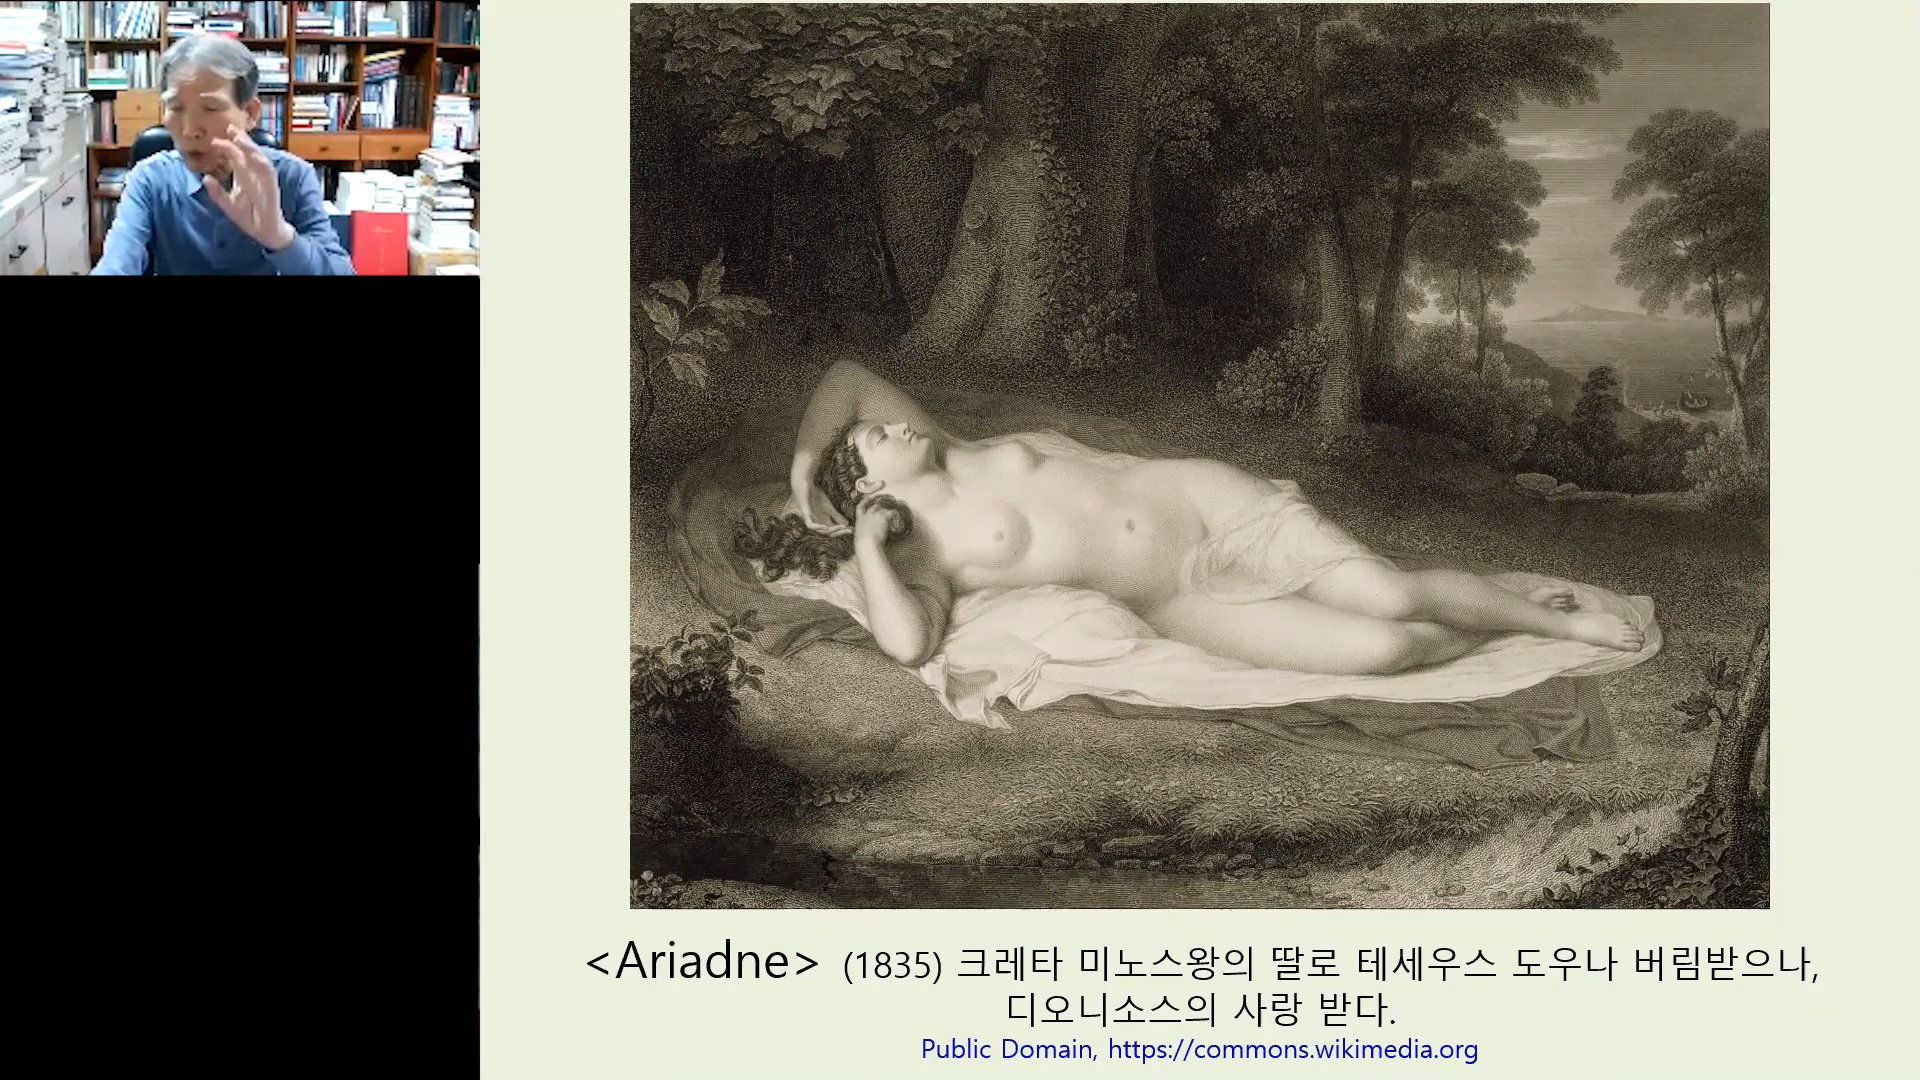 <Ariadne> (1835) 크레타 미노스왕의 딸로 테세우스 도우나 버림받으나,
디오니소스의 사랑 받다.
Public Domain, https://commons.wikimedia.org